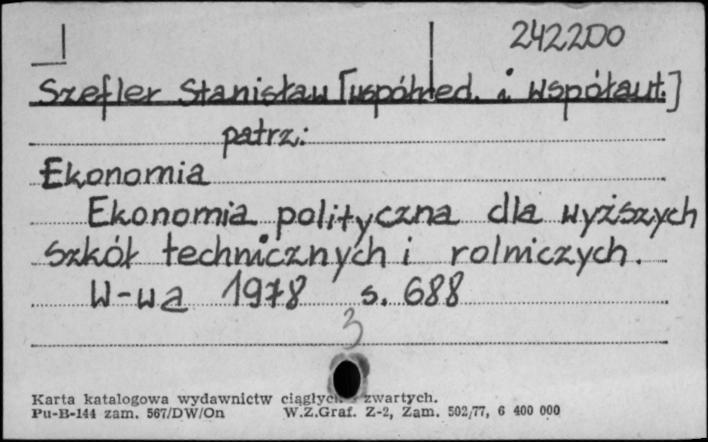 242200
Szefler Stanisław [współred. i współaut.]
patrz:
Ekonomia
Ekonomia polityczna dla wyższych
szkół technicznych i rolniczych.
W-wa 1978 s. 688
3
Karta katalogowa wydawnictw ciągłych i zwartych.
Pu-B-144 zam. 567/DW/On W.Z.Graf. Z-2, Zam. 502/77, 6 400 000